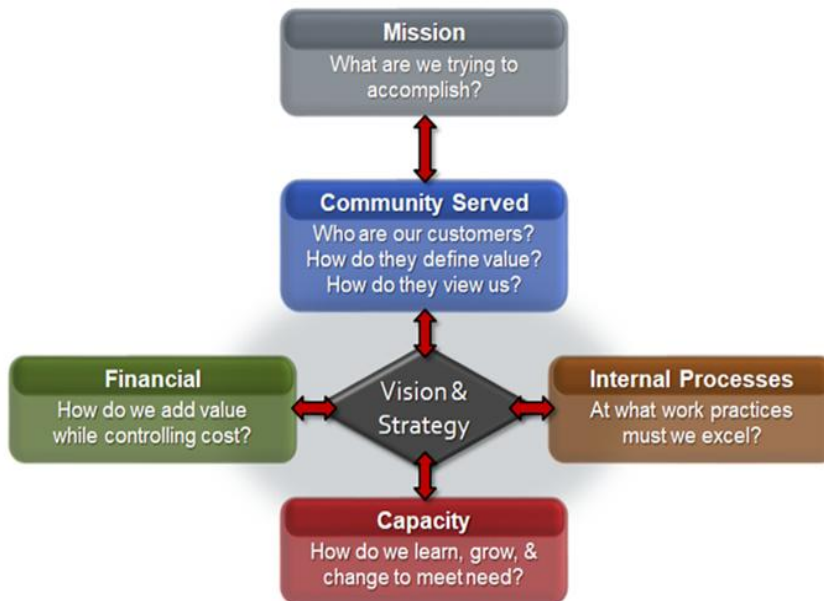 Mission
What are we trying to
accomplish?
Community Served
Who are our customers?
How do they define value?
How do they view us?
Financial
How do we add value
while controlling cost?
Vision &
Strategy
Internal Processes
At what work practices
must we excel?
Capacity
How do we learn, grow, &
change to meet need?